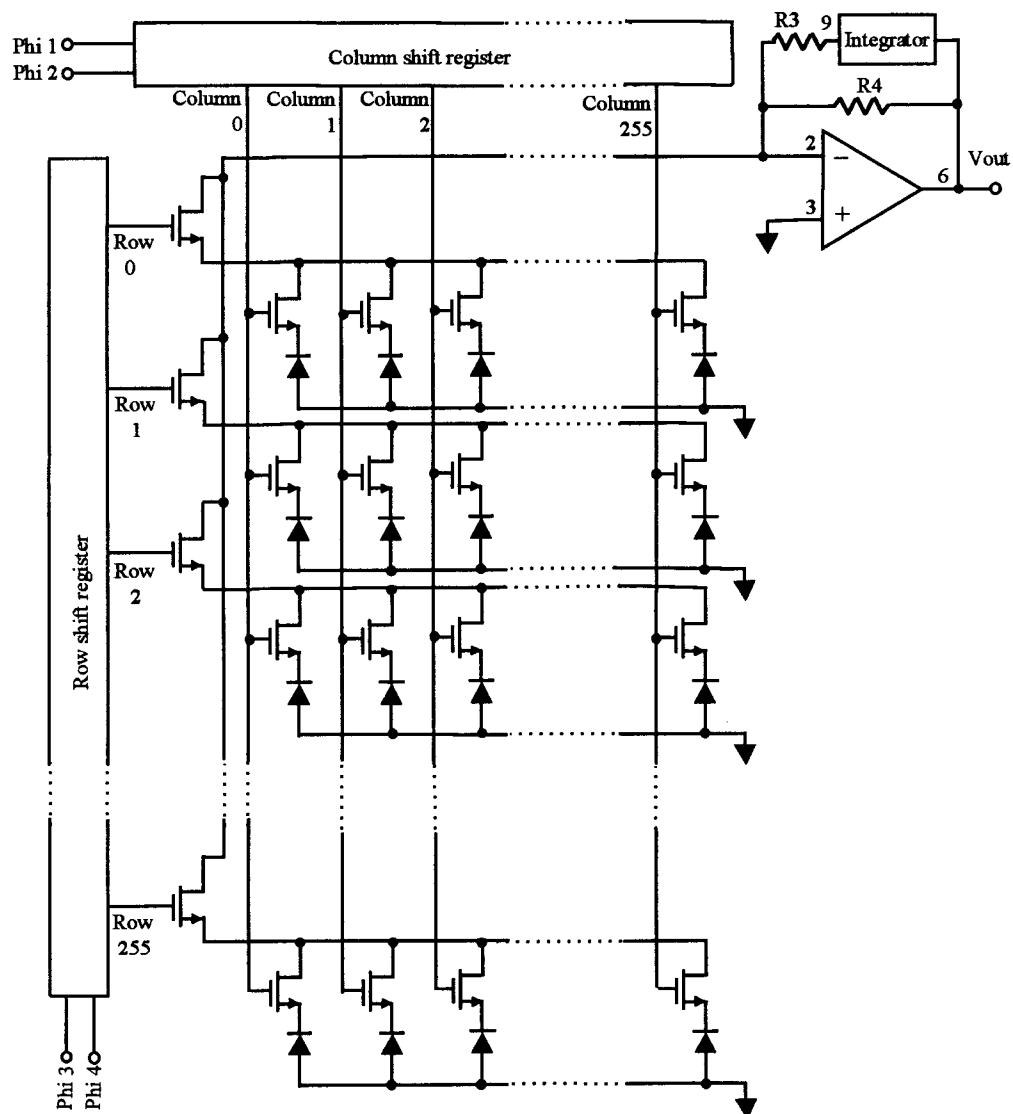 Phi 1
Phi 2
Column shift register
R3
9
Integrator
R4
Column
0
Column
1
Column
2
Column
255
2
−
3
+
6
Vout
Row shift register
Row
0
Row
1
Row
2
Row
255
Phi 3
Phi 4